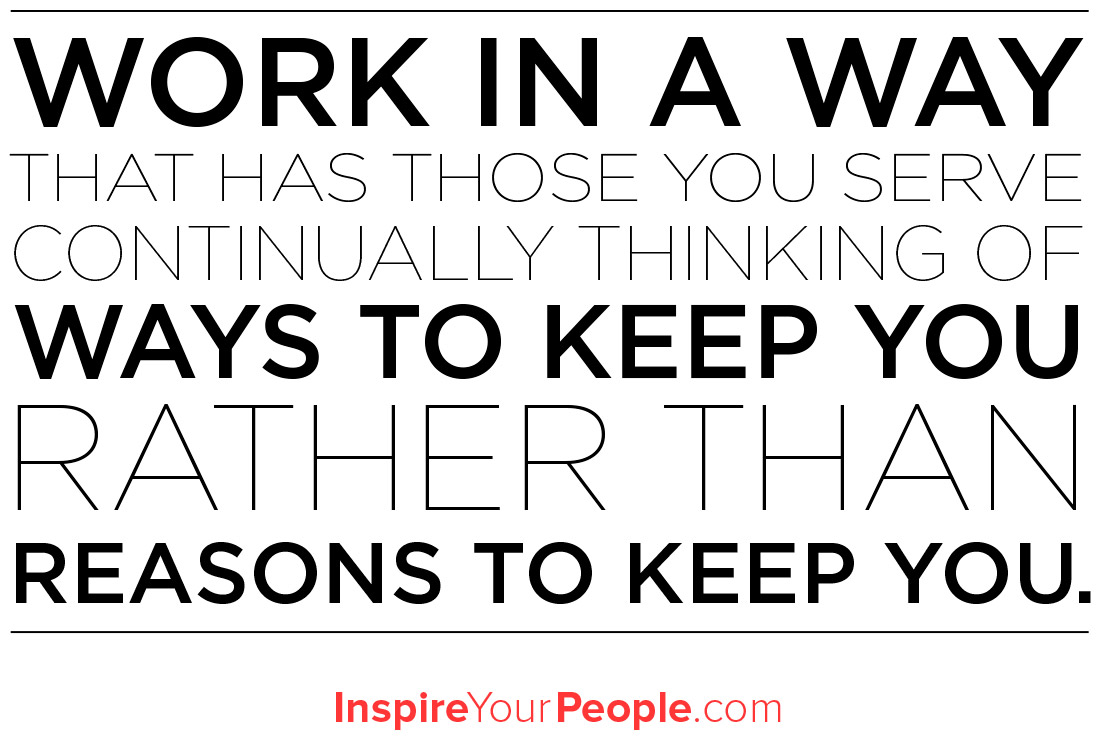 WORK IN A WAY
THAT HAS THOSE YOU SERVE
CONTINUALLY THINKING OF
WAYS TO KEEP YOU
RATHER THAN
REASONS TO KEEP YOU.
InspireYourPeople.com